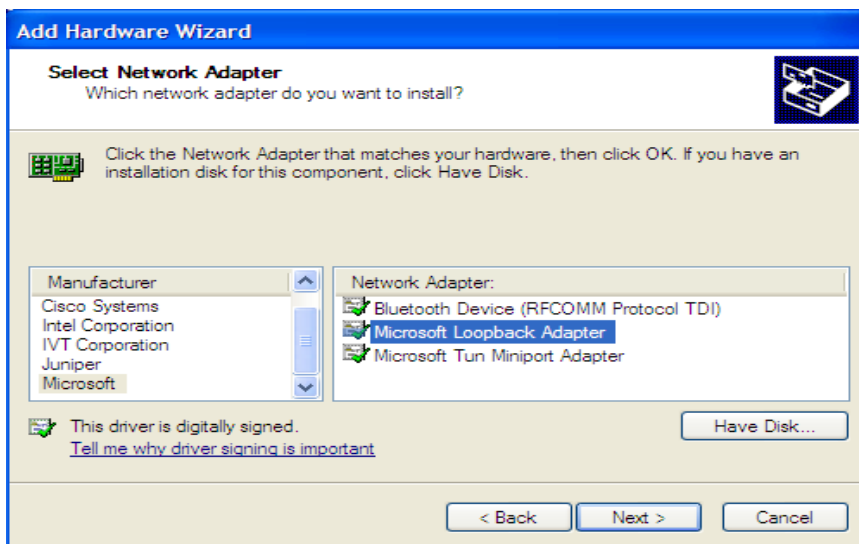 Add Hardware Wizard
Select Network Adapter
Which network adapter do you want to install?
Click the Network Adapter that matches your hardware, then click OK. If you have an
installation disk for this component, click Have Disk.
Manufacturer
Cisco Systems
Intel Corporation
IVT Corporation
Juniper
Microsoft
Network Adapter:
Bluetooth Device (RFCOMM Protocol TDI)
Microsoft Loopback Adapter
Microsoft Tun Miniport Adapter
This driver is digitally signed.
Tell me why driver signing is important
Have Disk...
< Back
Next >
Cancel